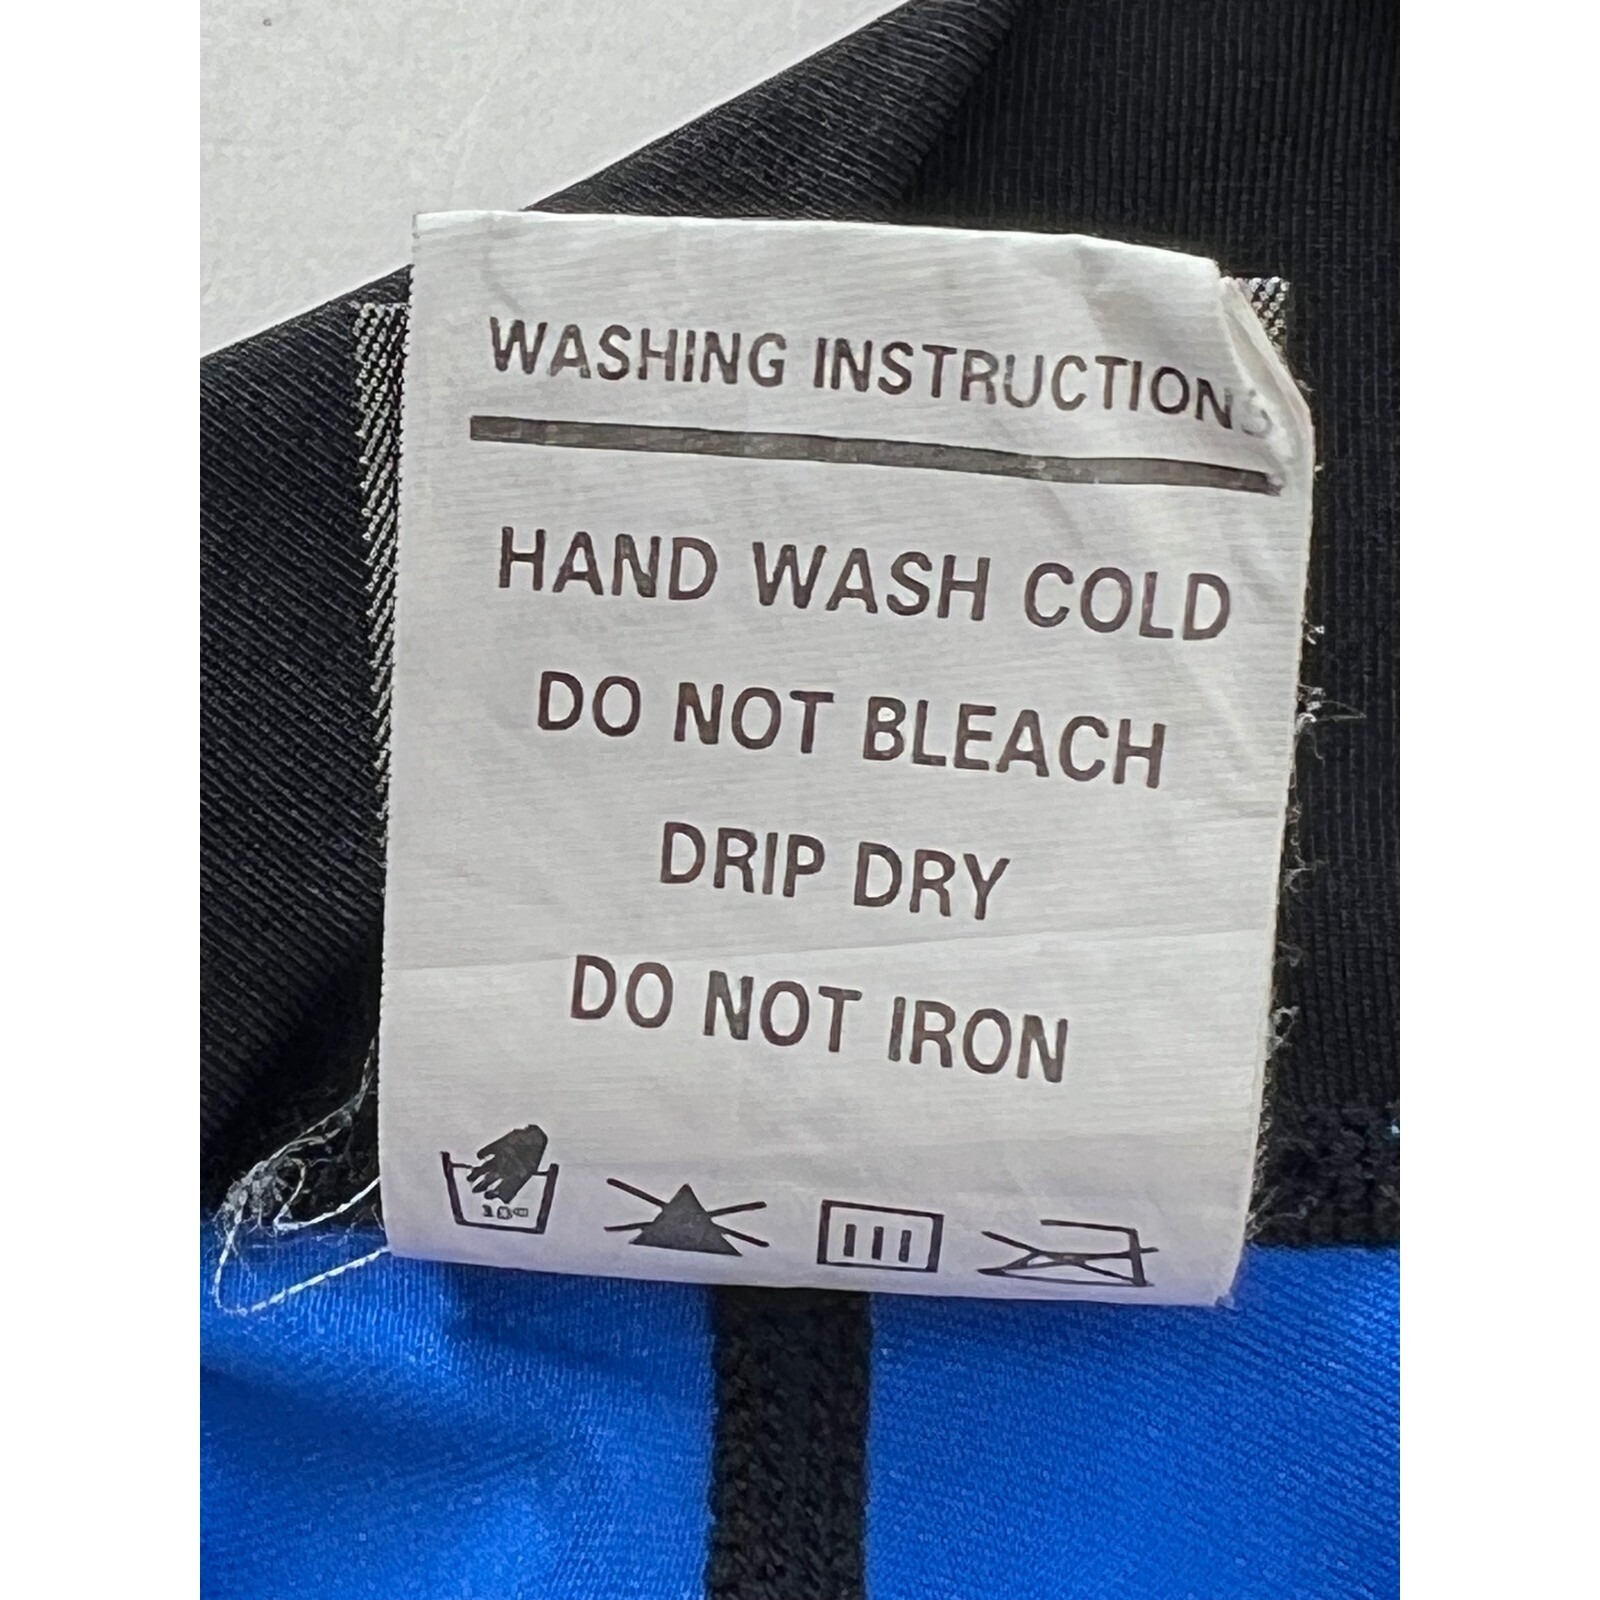 WASHING INSTRUCTIONS
HAND WASH COLD
DO NOT BLEACH
DRIP DRY
DO NOT IRON